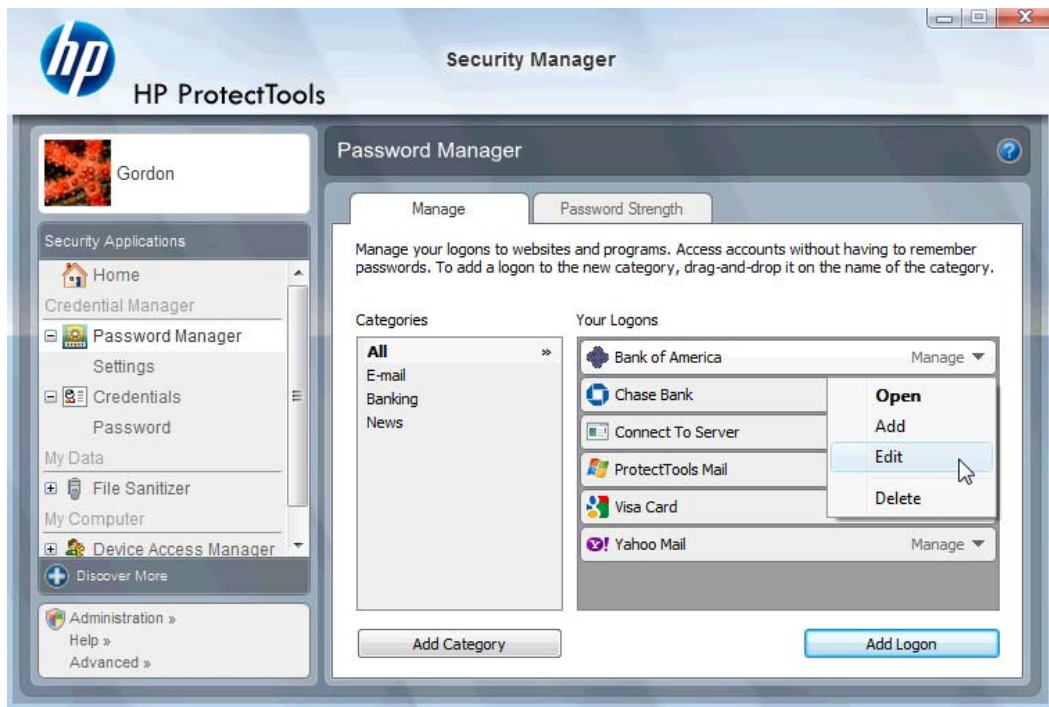 hp
HP ProtectTools
Security Manager
Gordon
Security Applications
Home
Credential Manager
Password Manager
Settings
Credentials
Password
My Data
File Sanitizer
My Computer
Device Access Manager
Discover More
Administration »
Help »
Advanced »
Password Manager
?
Manage
Password Strength
Manage your logons to websites and programs. Access accounts without having to remember
passwords. To add a logon to the new category, drag-and-drop it on the name of the category.
Categories
All »
E-mail
Banking
News
Add Category
Your Logons
Bank of America Manage
Chase Bank
Connect To Server
ProtectTools Mail
Visa Card
Yahoo Mail Manage
Open
Add
Edit
Delete
Add Logon